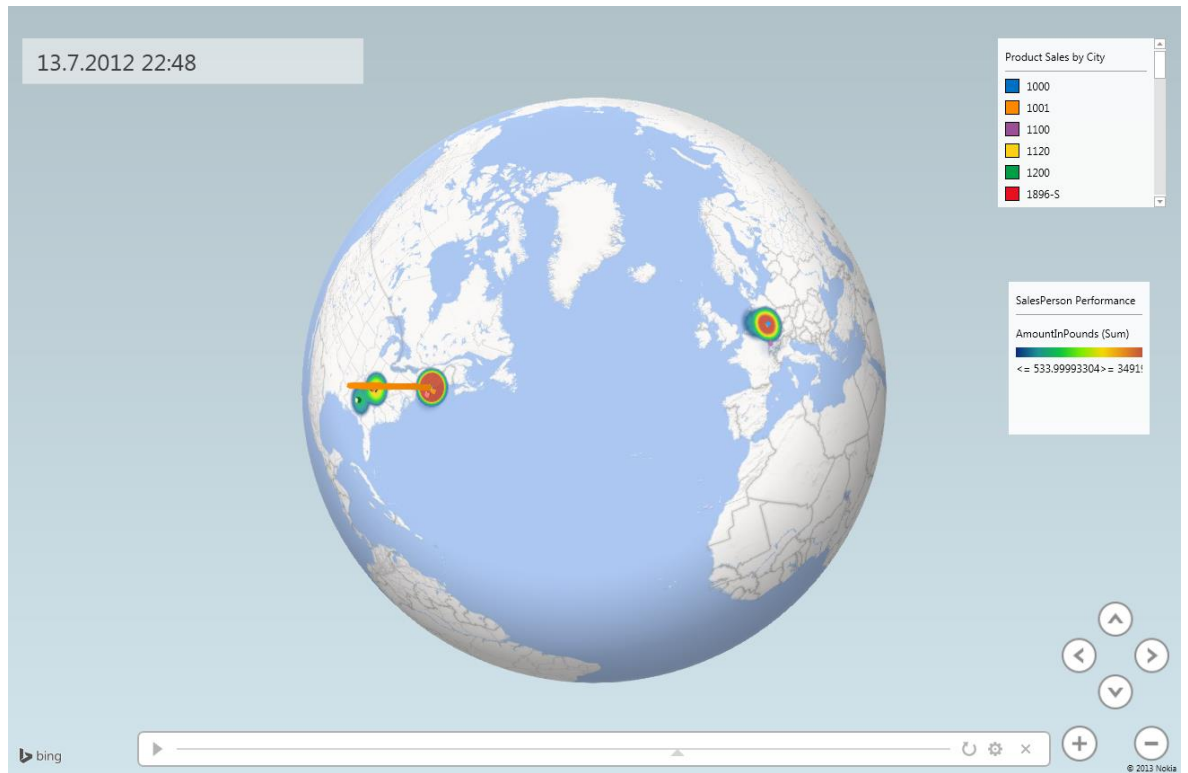 13.7.2012 22:48
Product Sales by City
1000
1001
1100
1120
1200
1896-S
SalesPerson Performance
AmountInPounds (Sum)
<= 533.99993304>= 3491
bing
© 2013 Nokia